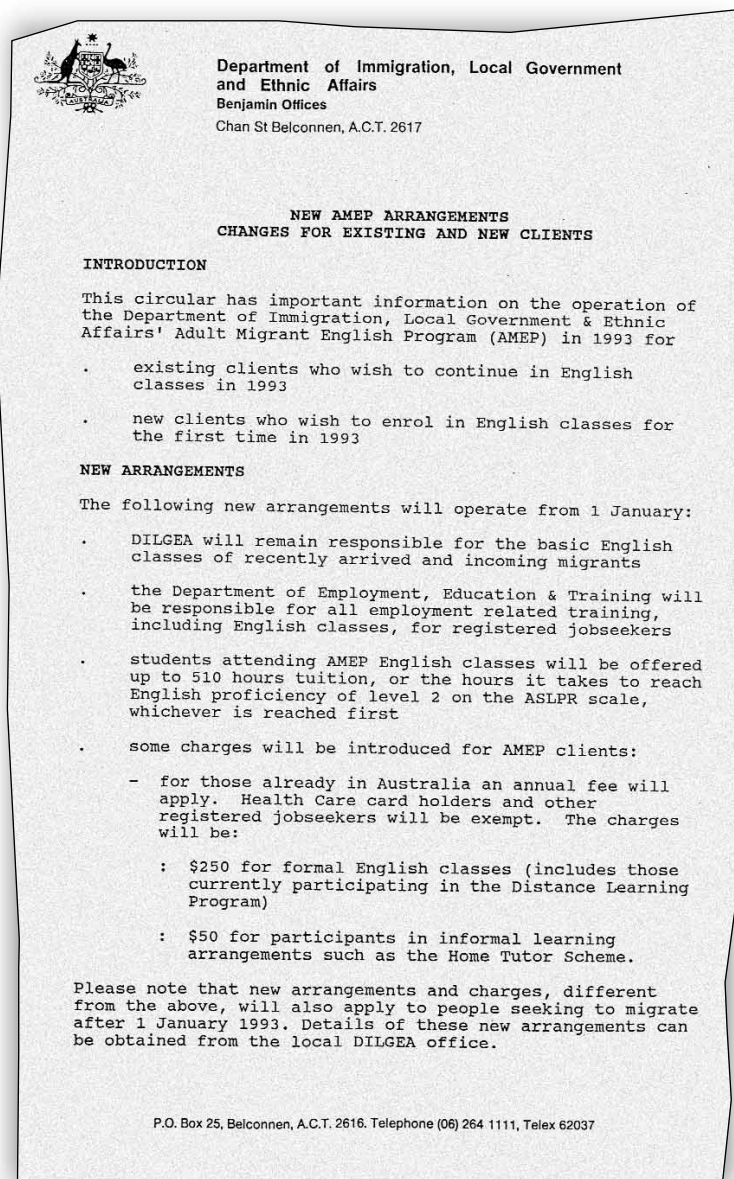 AUSTRALIA
Department of Immigration, Local Government
and Ethnic Affairs
Benjamin Offices
Chan St Belconnen, A.C.T. 2617
NEW AMEP ARRANGEMENTS
CHANGES FOR EXISTING AND NEW CLIENTS
INTRODUCTION
This circular has important information on the operation of
the Department of Immigration, Local Government & Ethnic
Affairs' Adult Migrant English Program (AMEP) in 1993 for
. existing clients who wish to continue in English
classes in 1993
. new clients who wish to enrol in English classes for
the first time in 1993
NEW ARRANGEMENTS
The following new arrangements will operate from 1 January:
. DILGEA will remain responsible for the basic English
classes of recently arrived and incoming migrants
. the Department of Employment, Education & Training will
be responsible for all employment related training,
including English classes, for registered jobseekers
. students attending AMEP English classes will be offered
up to 510 hours tuition, or the hours it takes to reach
English proficiency of level 2 on the ASLPR scale,
whichever is reached first
. some charges will be introduced for AMEP clients:
- for those already in Australia an annual fee will
apply. Health Care card holders and other
registered jobseekers will be exempt. The charges
will be:
: $250 for formal English classes (includes those
currently participating in the Distance Learning
Program)
: $50 for participants in informal learning
arrangements such as the Home Tutor Scheme.
Please note that new arrangements and charges, different
from the above, will also apply to people seeking to migrate
after 1 January 1993. Details of these new arrangements can
be obtained from the local DILGEA office.
P.O. Box 25, Belconnen, A.C.T. 2616. Telephone (06) 264 1111, Telex 62037